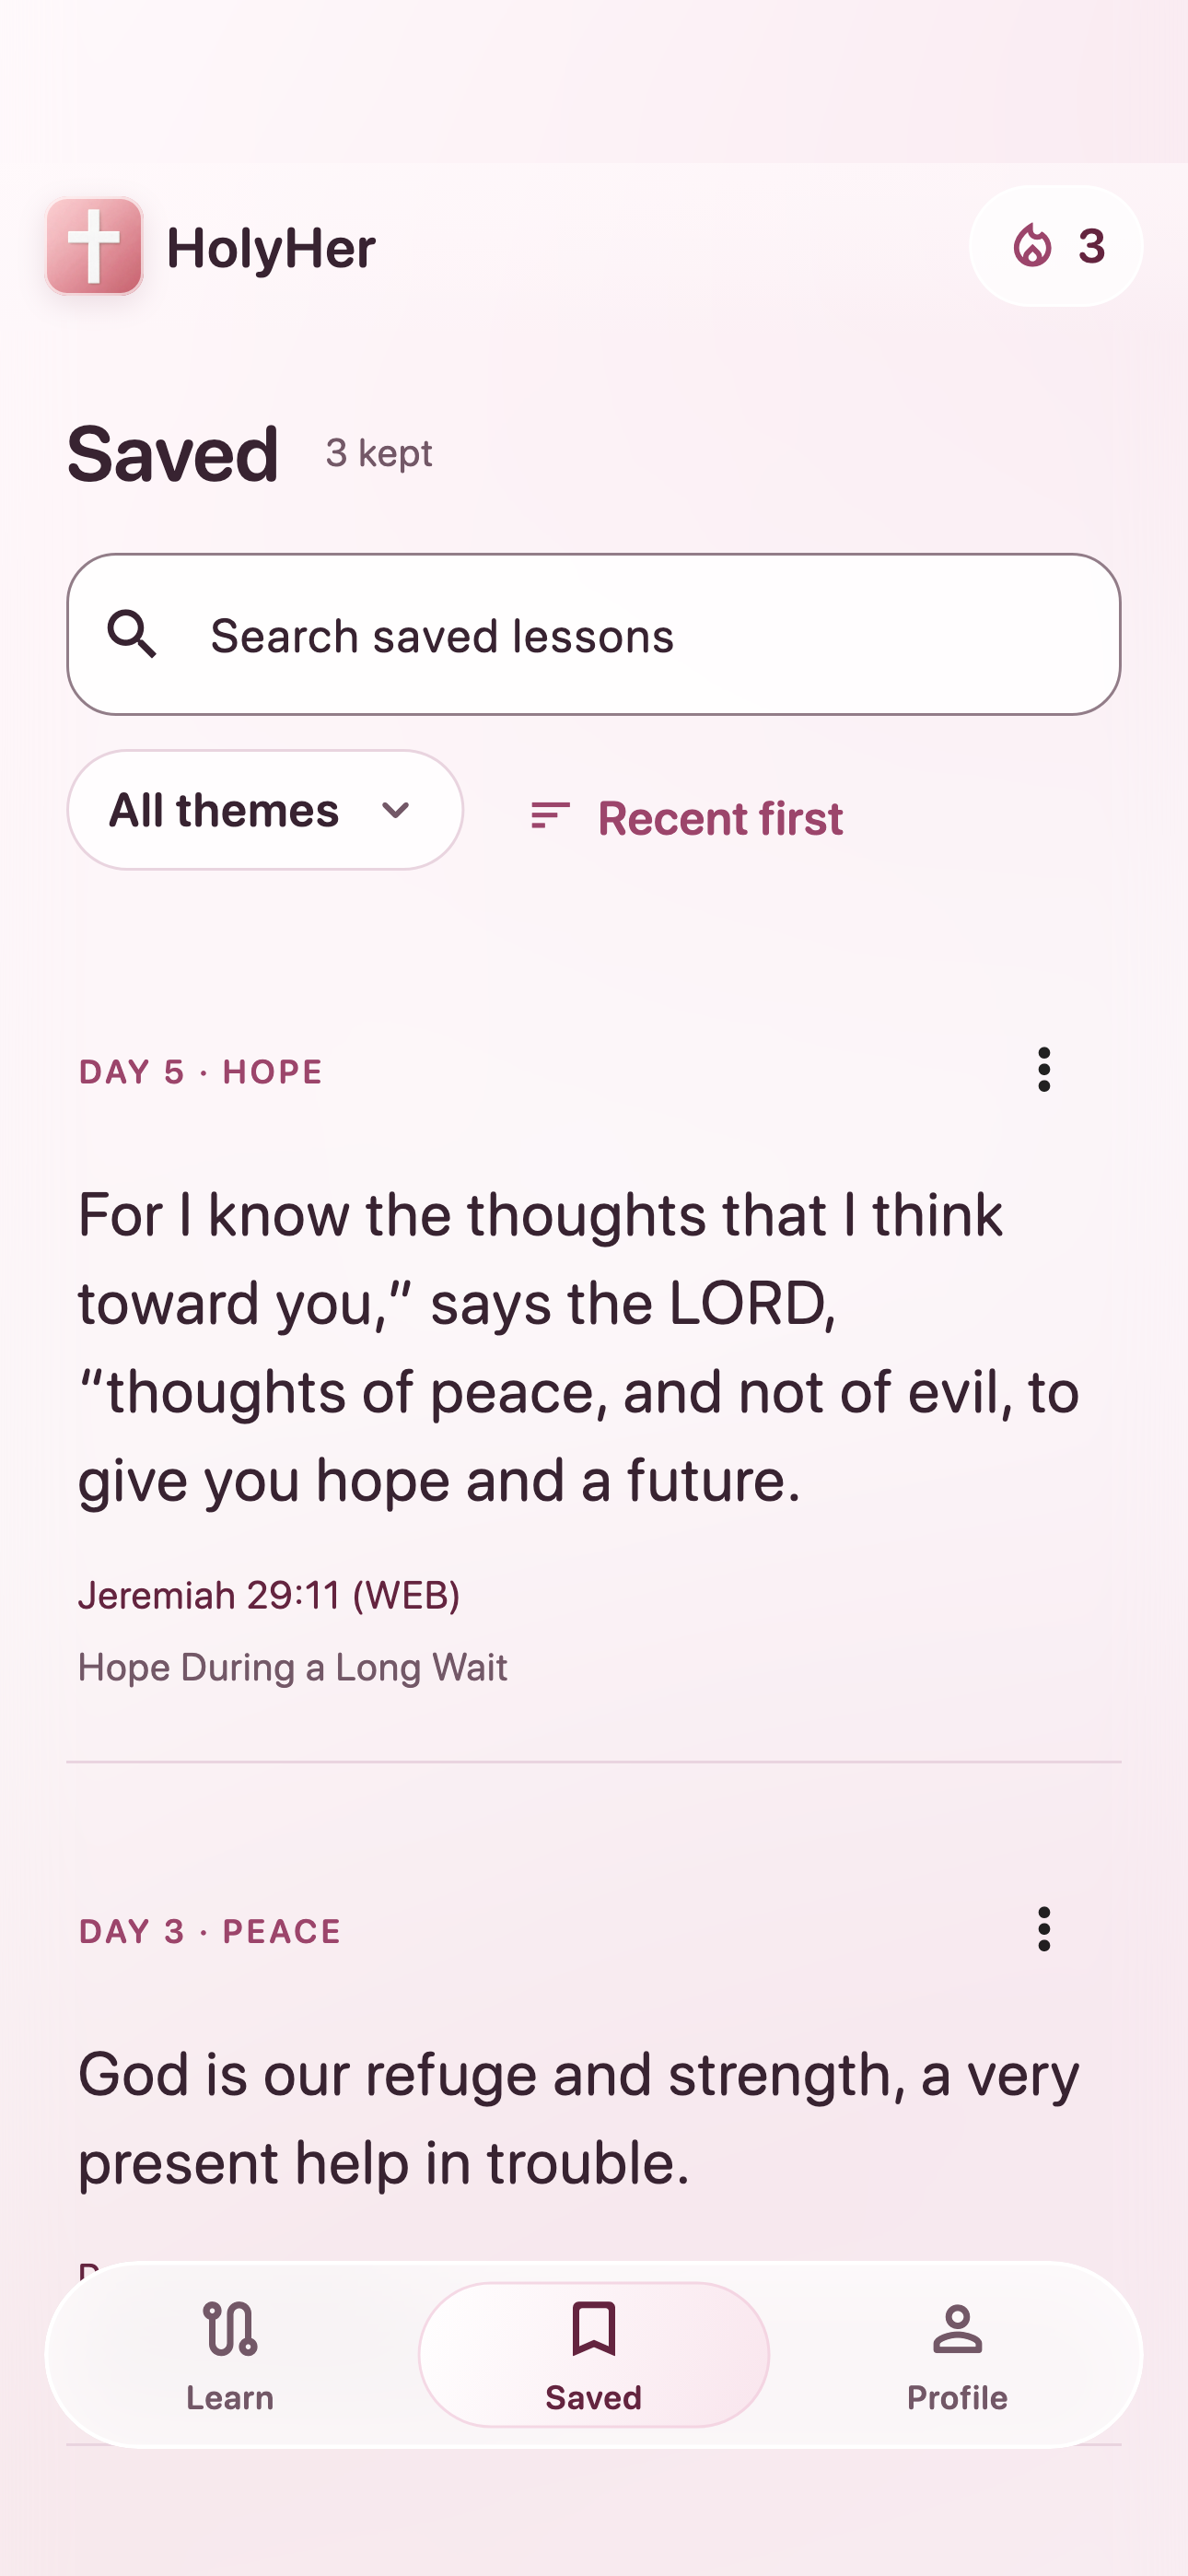 HolyHer
3
Saved
3 kept
Search saved lessons
All themes
Recent first
DAY 5 · HOPE
For I know the thoughts that I think
toward you,” says the LORD,
“thoughts of peace, and not of evil, to
give you hope and a future.
Jeremiah 29:11 (WEB)
Hope During a Long Wait
DAY 3 · PEACE
God is our refuge and strength, a very
present help in trouble.
Learn
Saved
Profile